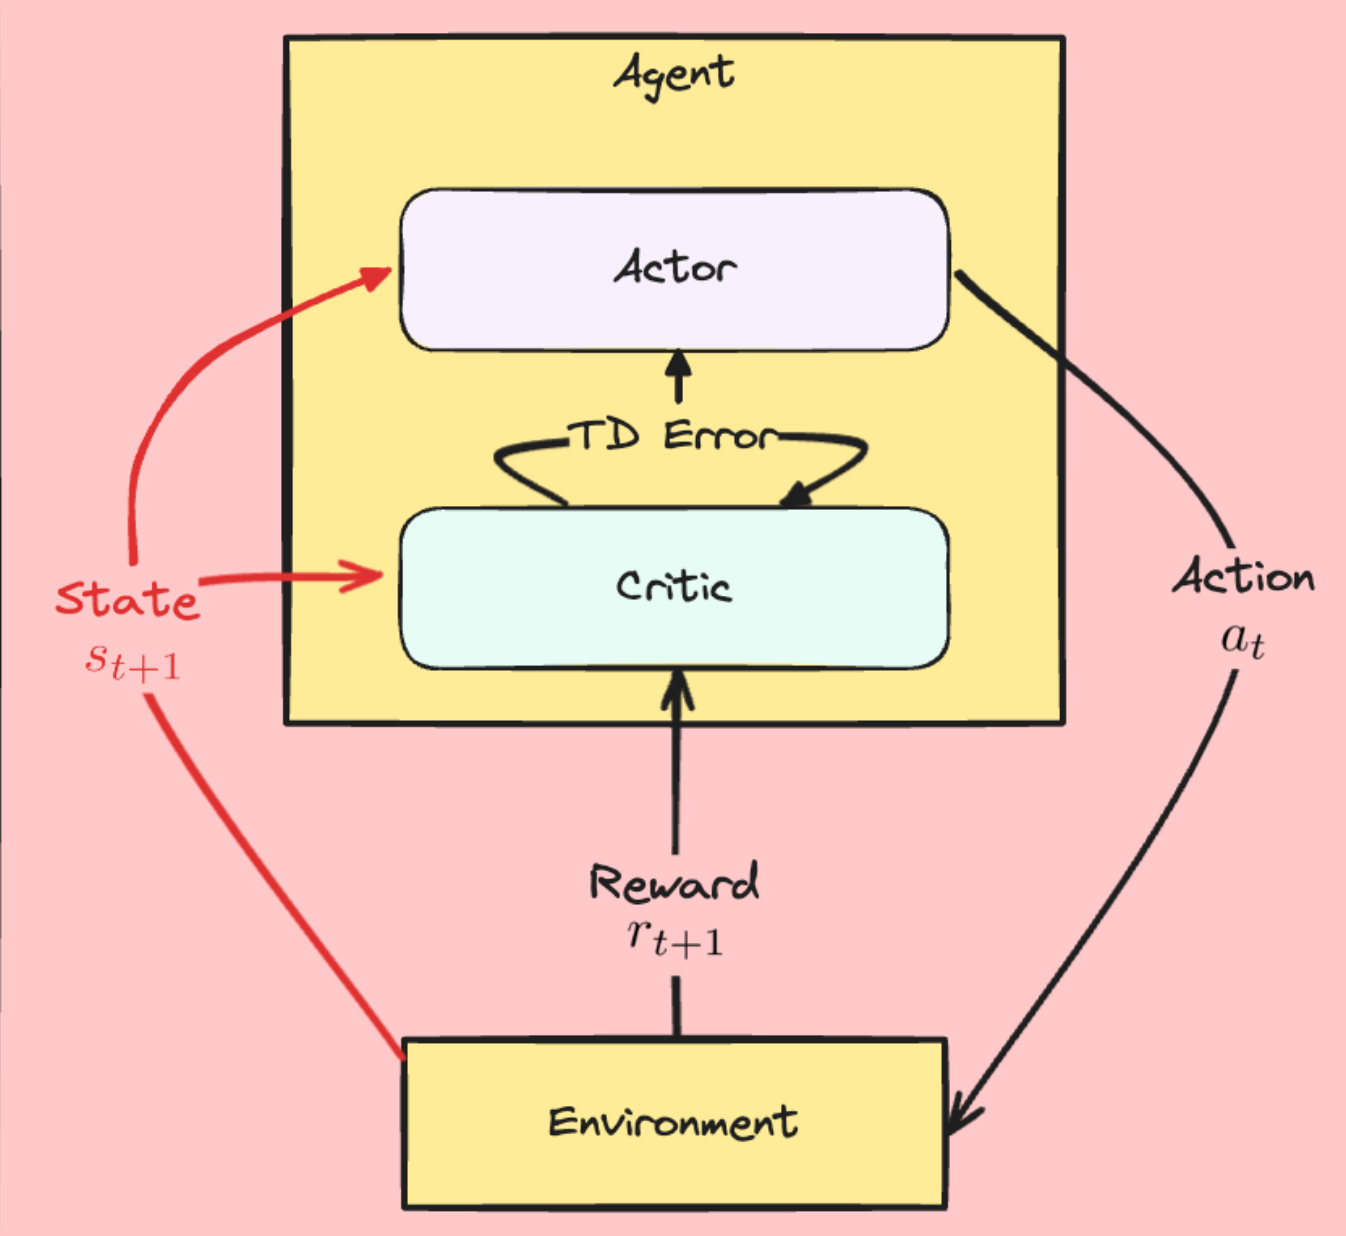 Agent
Actor
TD Error
Critic
State
s_{t+1}
Action
a_t
Reward
r_{t+1}
Environment